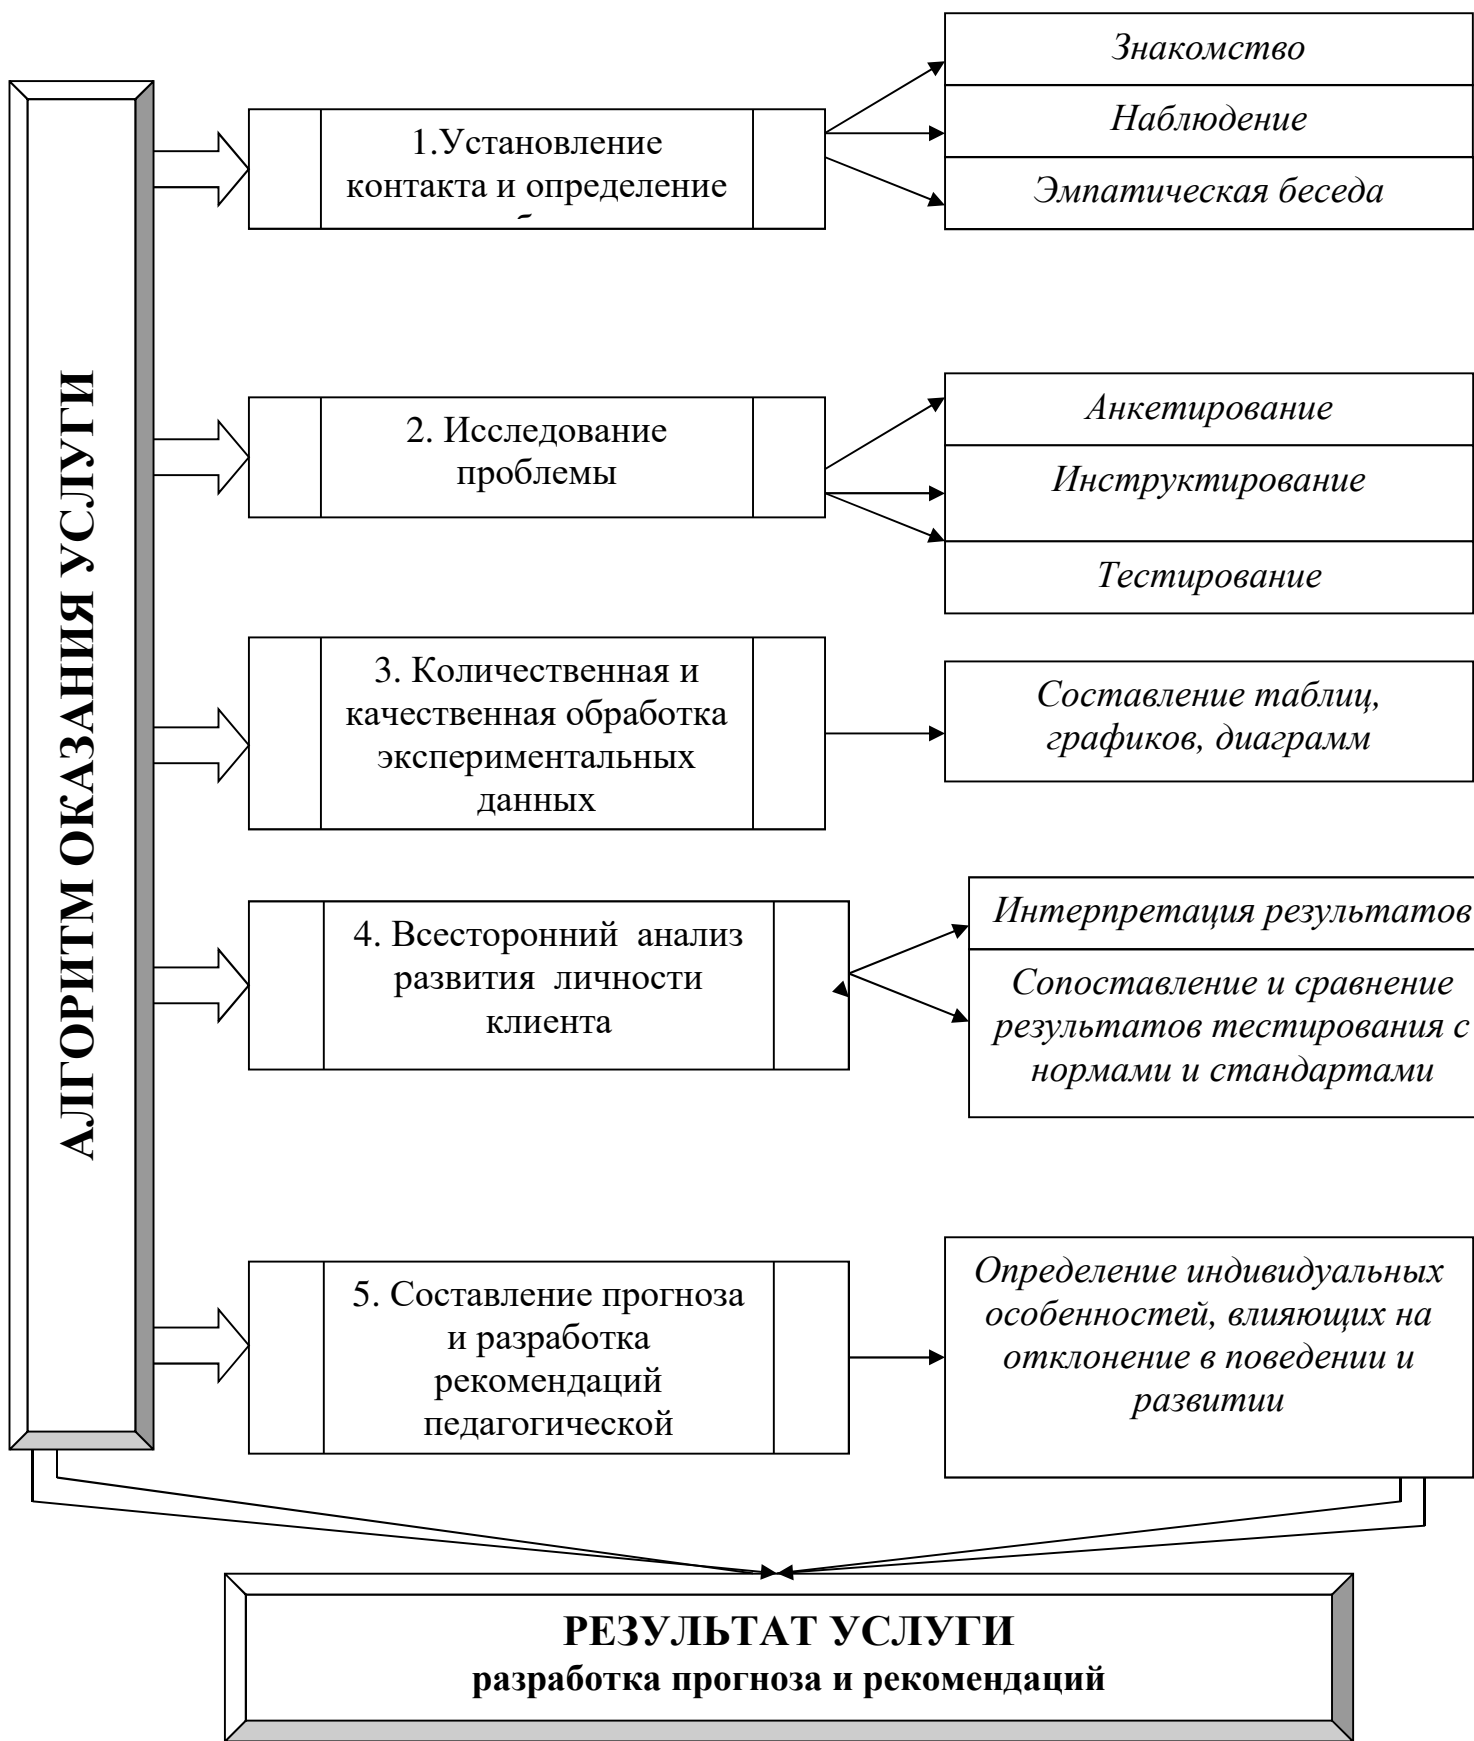 АЛГОРИТМ ОКАЗАНИЯ УСЛУГИ
1.Установление
контакта и определение
Знакомство
Наблюдение
Эмпатическая беседа
2. Исследование
проблемы
Анкетирование
Инструктирование
Тестирование
3. Количественная и
качественная обработка
экспериментальных
данных
Составление таблиц,
графиков, диаграмм
4. Всесторонний анализ
развития личности
клиента
Интерпретация результатов
Сопоставление и сравнение
результатов тестирования с
нормами и стандартами
5. Составление прогноза
и разработка
рекомендаций
педагогической
Определение индивидуальных
особенностей, влияющих на
отклонение в поведении и
развитии
РЕЗУЛЬТАТ УСЛУГИ
разработка прогноза и рекомендаций